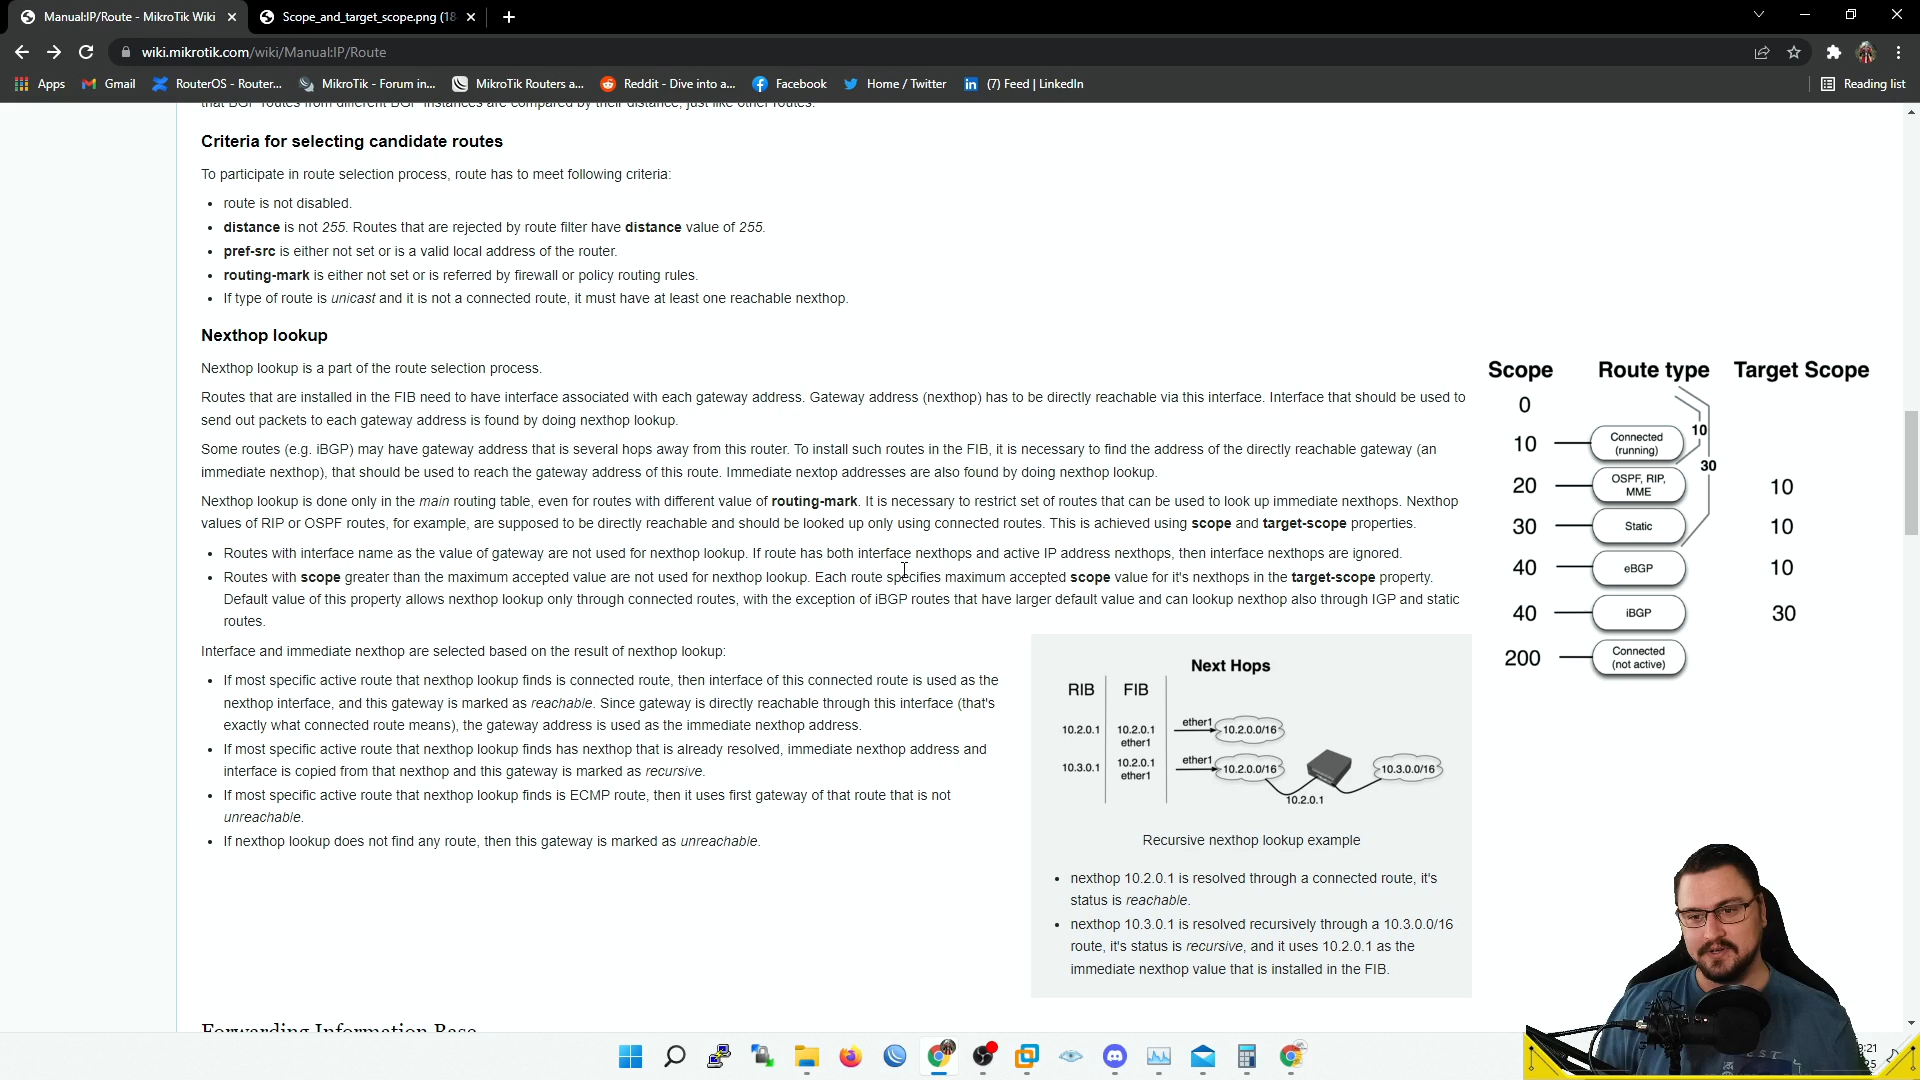 Manual:IP/Route - MikroTik Wiki
Scope_and_target_scope.png (18
wiki.mikrotik.com/wiki/Manual:IP/Route
Apps
Gmail
RouterOS - Router...
MikroTik - Forum in...
MikroTik Routers a...
Reddit - Dive into a...
Facebook
Home / Twitter
(7) Feed | LinkedIn
Reading list
that BGP routes from different BGP instances are compared by their distance, just like other routes.
Criteria for selecting candidate routes
To participate in route selection process, route has to meet following criteria:
route is not disabled.
distance is not 255. Routes that are rejected by route filter have distance value of 255.
pref-src is either not set or is a valid local address of the router.
routing-mark is either not set or is referred by firewall or policy routing rules.
If type of route is unicast and it is not a connected route, it must have at least one reachable nexthop.
Nexthop lookup
Nexthop lookup is a part of the route selection process.
Routes that are installed in the FIB need to have interface associated with each gateway address. Gateway address (nexthop) has to be directly reachable via this interface. Interface that should be used to
send out packets to each gateway address is found by doing nexthop lookup.
Some routes (e.g. iBGP) may have gateway address that is several hops away from this router. To install such routes in the FIB, it is necessary to find the address of the directly reachable gateway (an
immediate nexthop), that should be used to reach the gateway address of this route. Immediate nextop addresses are also found by doing nexthop lookup.
Nexthop lookup is done only in the main routing table, even for routes with different value of routing-mark. It is necessary to restrict set of routes that can be used to look up immediate nexthops. Nexthop
values of RIP or OSPF routes, for example, are supposed to be directly reachable and should be looked up only using connected routes. This is achieved using scope and target-scope properties.
Routes with interface name as the value of gateway are not used for nexthop lookup. If route has both interface nexthops and active IP address nexthops, then interface nexthops are ignored.
Routes with scope greater than the maximum accepted value are not used for nexthop lookup. Each route specifies maximum accepted scope value for it's nexthops in the target-scope property.
Default value of this property allows nexthop lookup only through connected routes, with the exception of iBGP routes that have larger default value and can lookup nexthop also through IGP and static
routes.
Interface and immediate nexthop are selected based on the result of nexthop lookup:
If most specific active route that nexthop lookup finds is connected route, then interface of this connected route is used as the
nexthop interface, and this gateway is marked as reachable. Since gateway is directly reachable through this interface (that's
exactly what connected route means), the gateway address is used as the immediate nexthop address.
If most specific active route that nexthop lookup finds has nexthop that is already resolved, immediate nexthop address and
interface is copied from that nexthop and this gateway is marked as recursive.
If most specific active route that nexthop lookup finds is ECMP route, then it uses first gateway of that route that is not
unreachable.
If nexthop lookup does not find any route, then this gateway is marked as unreachable.
Next Hops
RIB FIB
10.2.0.1 10.2.0.1 ether1 10.2.0.0/16
ether1
10.3.0.1 10.2.0.1 ether1 10.2.0.0/16 10.3.0.0/16
ether1
10.2.0.1
Recursive nexthop lookup example
nexthop 10.2.0.1 is resolved through a connected route, it's
status is reachable.
nexthop 10.3.0.1 is resolved recursively through a 10.3.0.0/16
route, it's status is recursive, and it uses 10.2.0.1 as the
immediate nexthop value that is installed in the FIB.
Scope Route type Target Scope
0
10 Connected (running) 10
30
20 OSPF, RIP, MME 10
30 Static 10
40 eBGP 10
40 iBGP 30
200 Connected (not active)
Forwarding Information Base